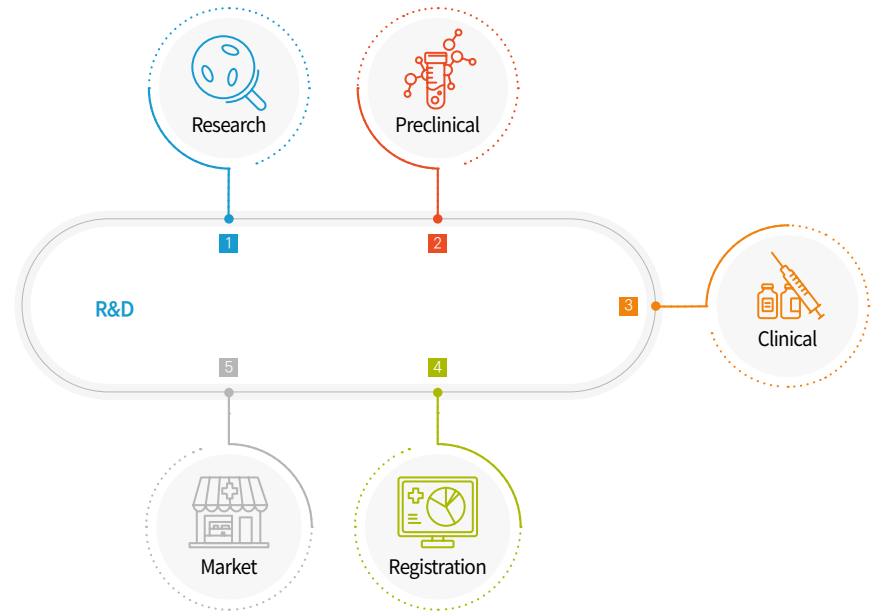 Research
Preclinical
1
2
3
Clinical
R&D
5
4
Market
Registration